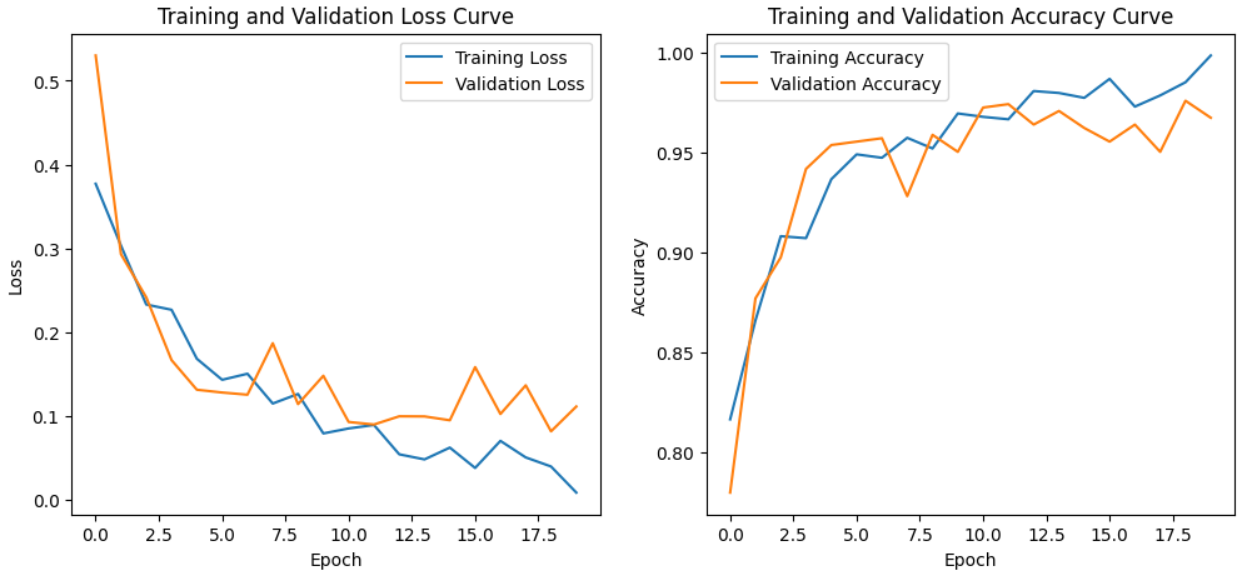 Training and Validation Loss Curve
Training Loss
Validation Loss
0.5
0.4
0.3
0.2
0.1
0.0
Loss
0.0 2.5 5.0 7.5 10.0 12.5 15.0 17.5
Epoch
Training and Validation Accuracy Curve
Training Accuracy
Validation Accuracy
1.00
0.95
0.90
0.85
0.80
Accuracy
0.0 2.5 5.0 7.5 10.0 12.5 15.0 17.5
Epoch